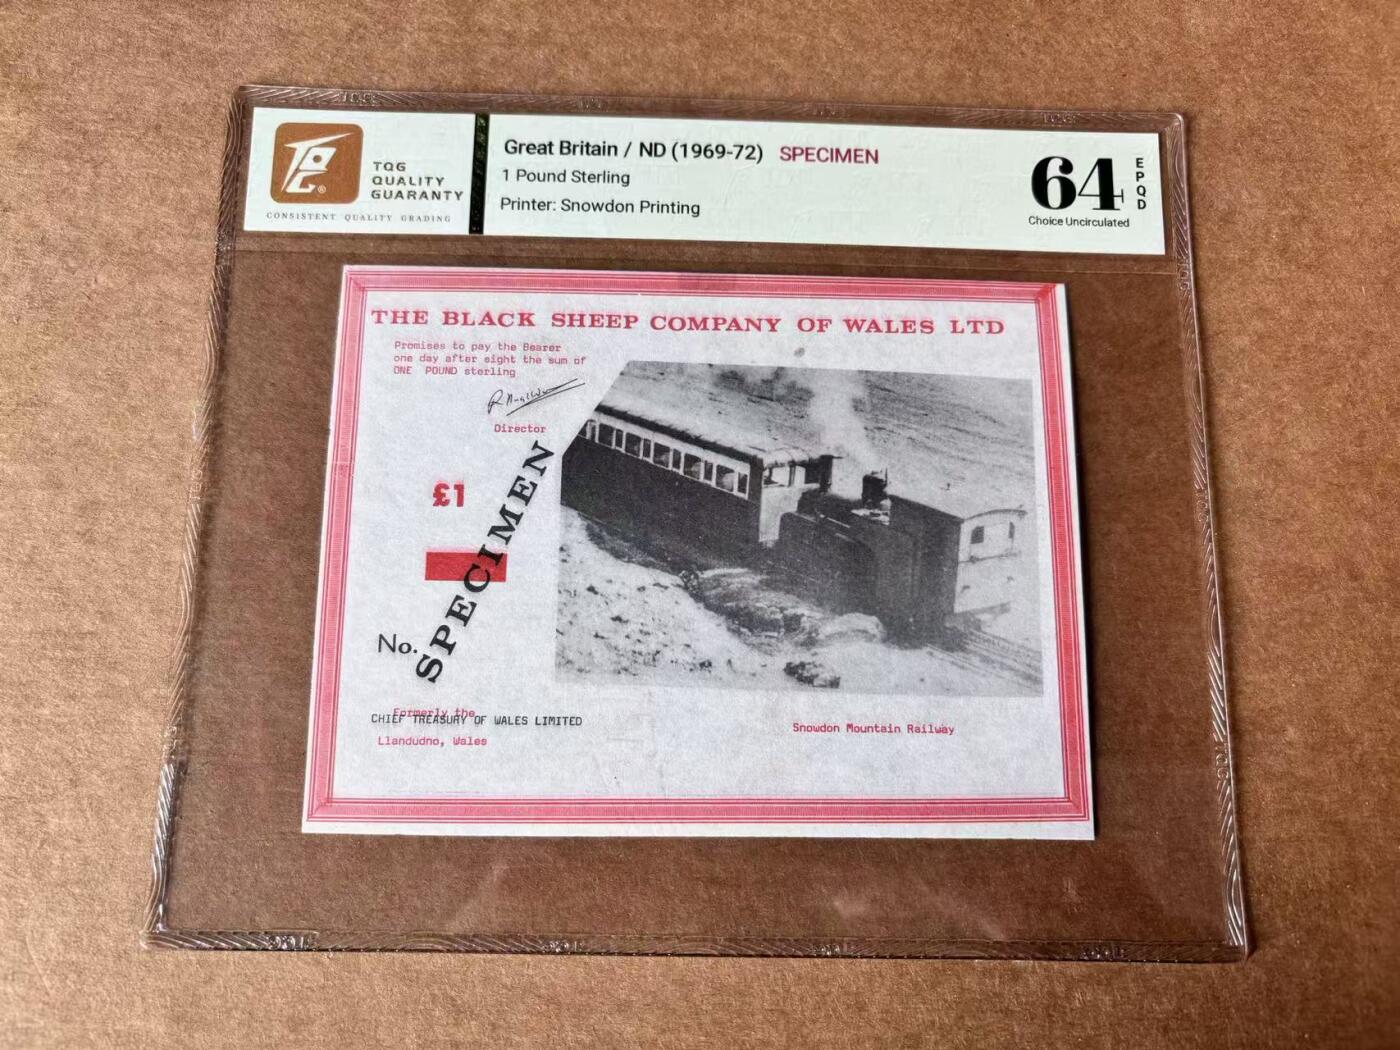 TQG
QUALITY
GUARANTY
CONSISTENT QUALITY GRADING
Great Britain / ND (1969-72) SPECIMEN
1 Pound Sterling
Printer: Snowdon Printing
64
EPQD
Choice Uncirculated
THE BLACK SHEEP COMPANY OF WALES LTD
Promises to pay the Bearer
one day after sight the sum of
ONE POUND sterling
Director
£1
SPECIMEN
No.
Formerly the
CHIEF TREASURY OF WALES LIMITED
Llandudno, Wales
Snowdon Mountain Railway